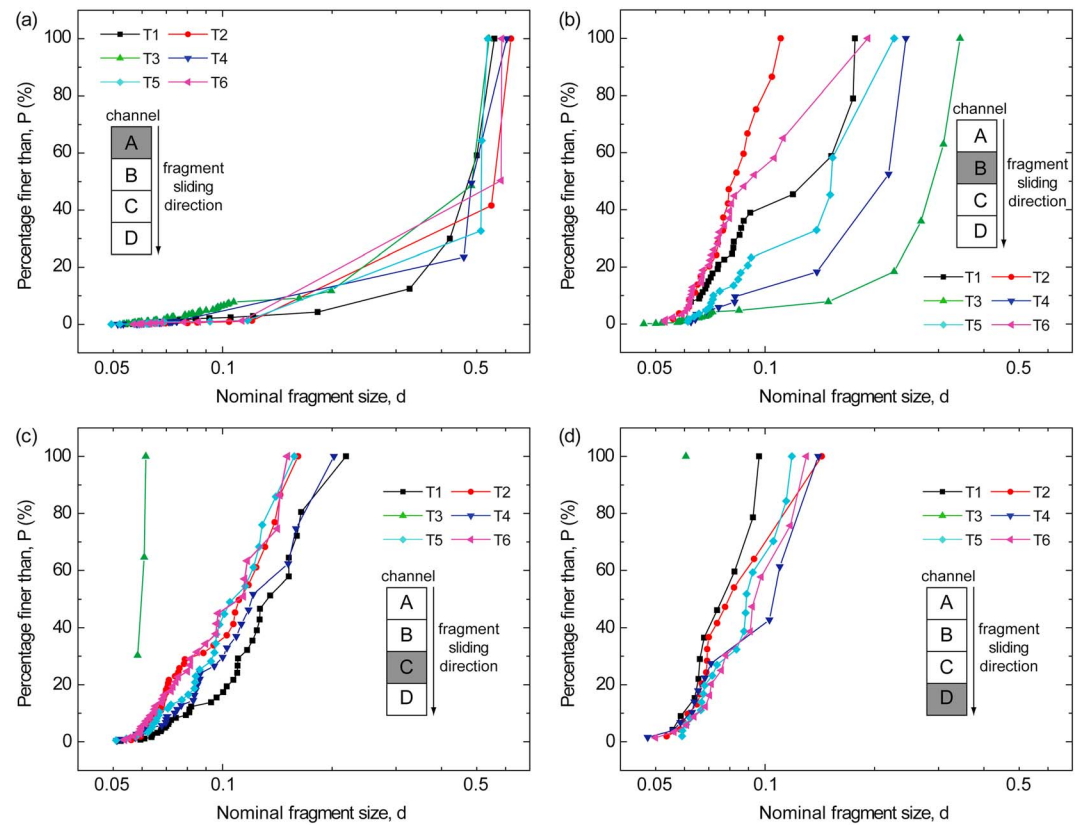 (a)
T1 T2
T3 T4
T5 T6
channel
A
B
C
D
fragment
sliding
direction
100
80
60
40
20
0
Percentage finer than, P (%)
0.05 0.1 0.5
Nominal fragment size, d
(b)
channel
A
B
C
D
fragment
sliding
direction
T1 T2
T3 T4
T5 T6
100
80
60
40
20
0
Percentage finer than, P (%)
0.05 0.1 0.5
Nominal fragment size, d
(c)
T1 T2
T3 T4
T5 T6
channel
A
B
C
D
fragment
sliding
direction
100
80
60
40
20
0
Percentage finer than, P (%)
0.05 0.1 0.5
Nominal fragment size, d
(d)
T1 T2
T3 T4
T5 T6
channel
A
B
C
D
fragment
sliding
direction
100
80
60
40
20
0
Percentage finer than, P (%)
0.05 0.1 0.5
Nominal fragment size, d